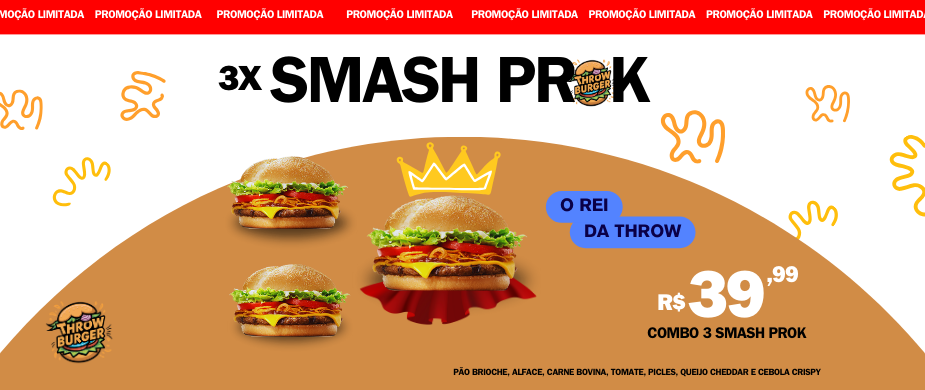 MOÇÃO LIMITADA PROMOÇÃO LIMITADA PROMOÇÃO LIMITADA PROMOÇÃO LIMITADA PROMOÇÃO LIMITADA PROMOÇÃO LIMITADA PROMOÇÃO LIMITADA PROMOÇÃO LIMITADA
3X SMASH PROK
THROW
BURGER
O REI
DA THROW
R$39,99
COMBO 3 SMASH PROK
THROW
BURGER
PÃO BRIOCHE, ALFACE, CARNE BOVINA, TOMATE, PICLES, QUEIJO CHEDDAR E CEBOLA CRISPY